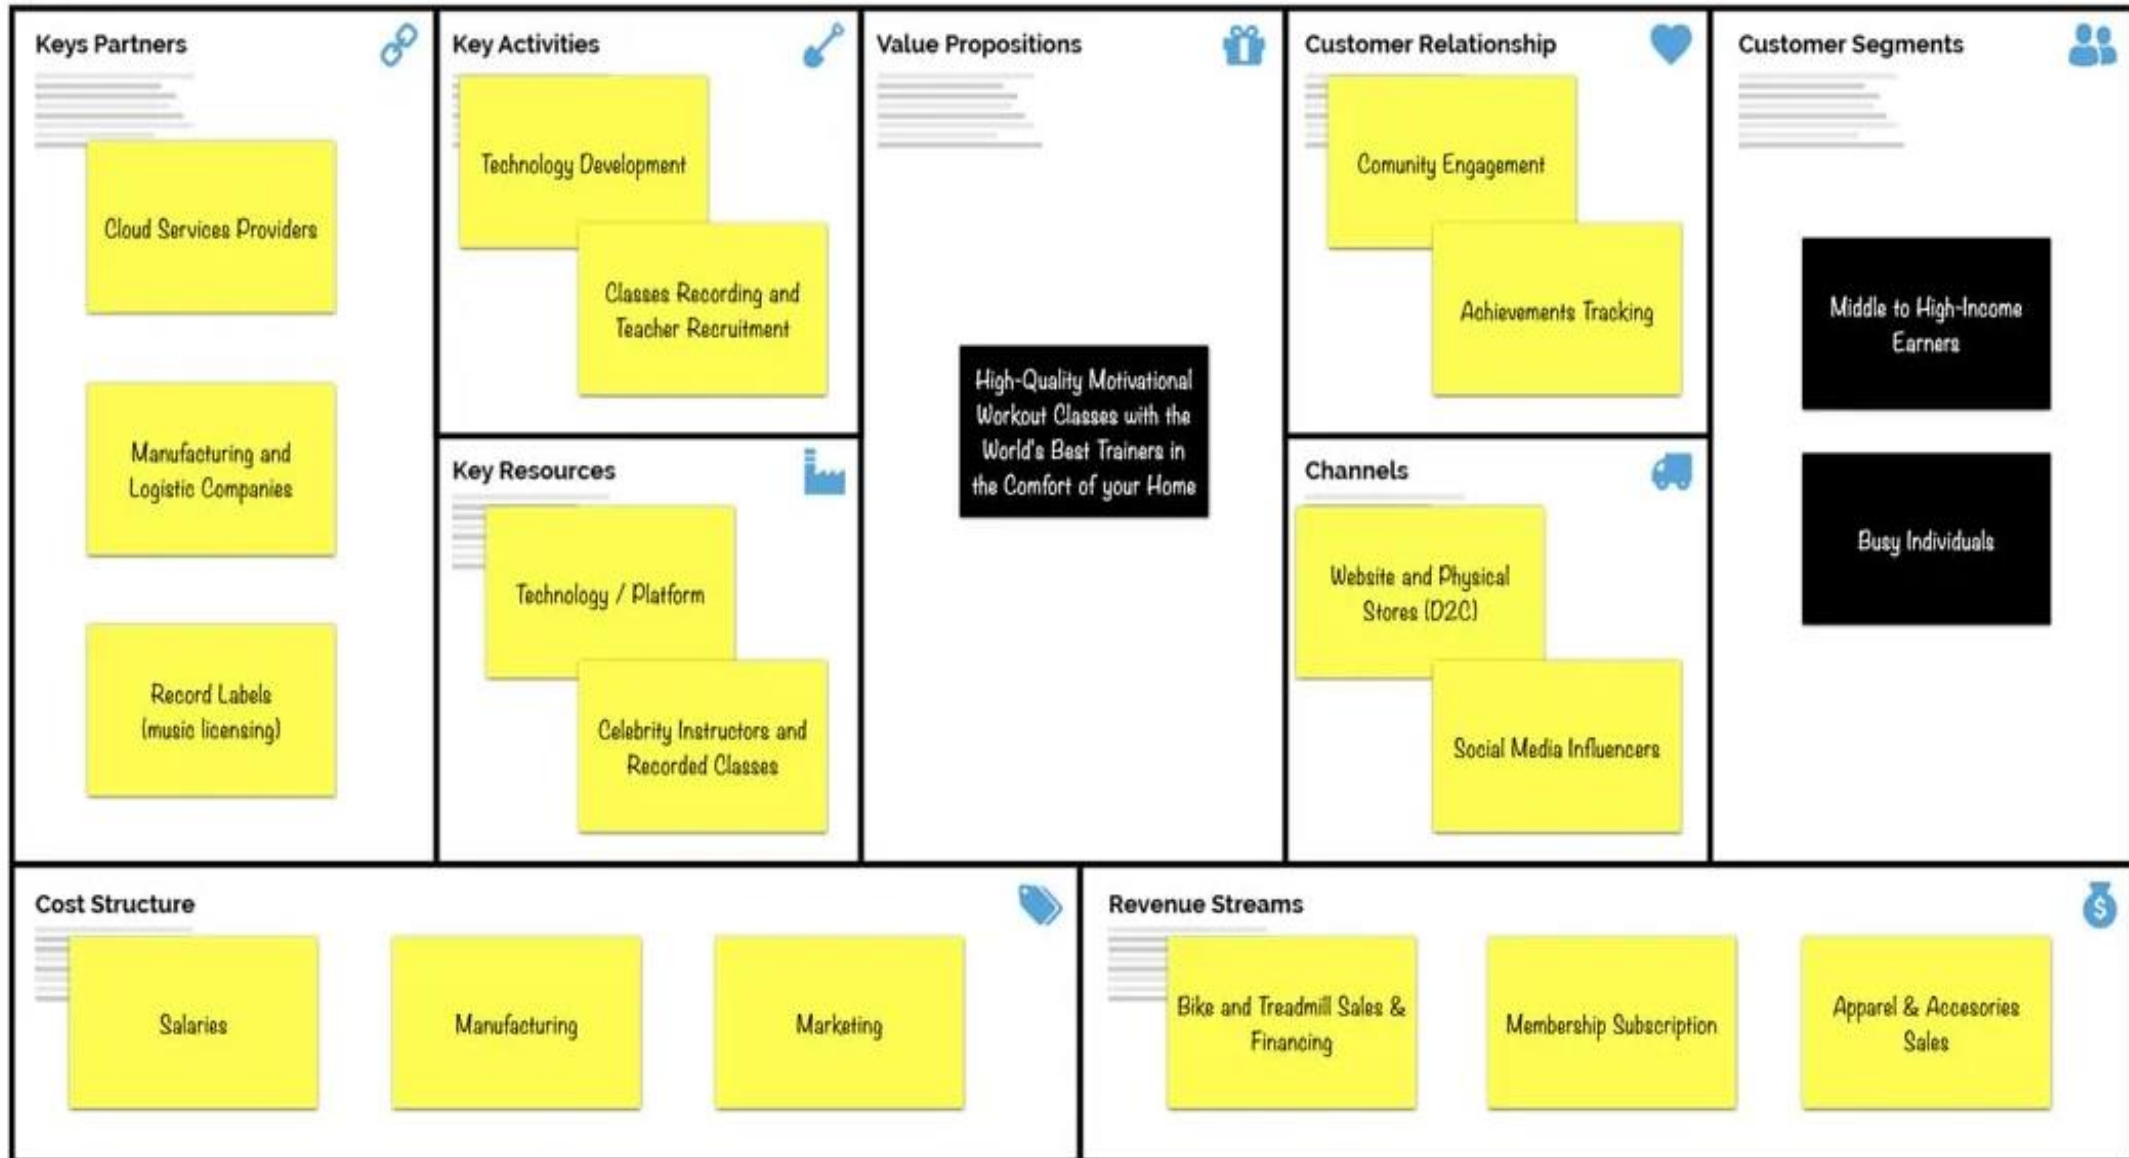 Keys Partners
Cloud Services Providers
Manufacturing and
Logistic Companies
Record Labels
(music licensing)
Key Activities
Technology Development
Classes Recording and
Teacher Recruitment
Key Resources
Technology / Platform
Celebrity Instructors and
Recorded Classes
Value Propositions
High-Quality Motivational
Workout Classes with the
World's Best Trainers in
the Comfort of your Home
Customer Relationship
Comunity Engagement
Achievements Tracking
Channels
Website and Physical
Stores (D2C)
Social Media Influencers
Customer Segments
Middle to High-Income
Earners
Busy Individuals
Cost Structure
Salaries
Manufacturing
Marketing
Revenue Streams
$
Bike and Treadmill Sales &
Financing
Membership Subscription
Apparel & Accesories
Sales